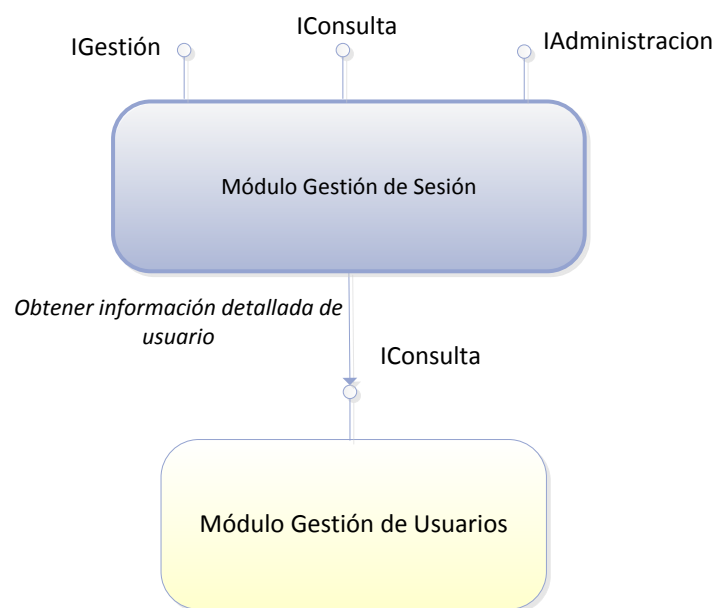 IGestión
IConsulta
IAdministracion
Módulo Gestión de Sesión
Obtener información detallada de
usuario
IConsulta
Módulo Gestión de Usuarios